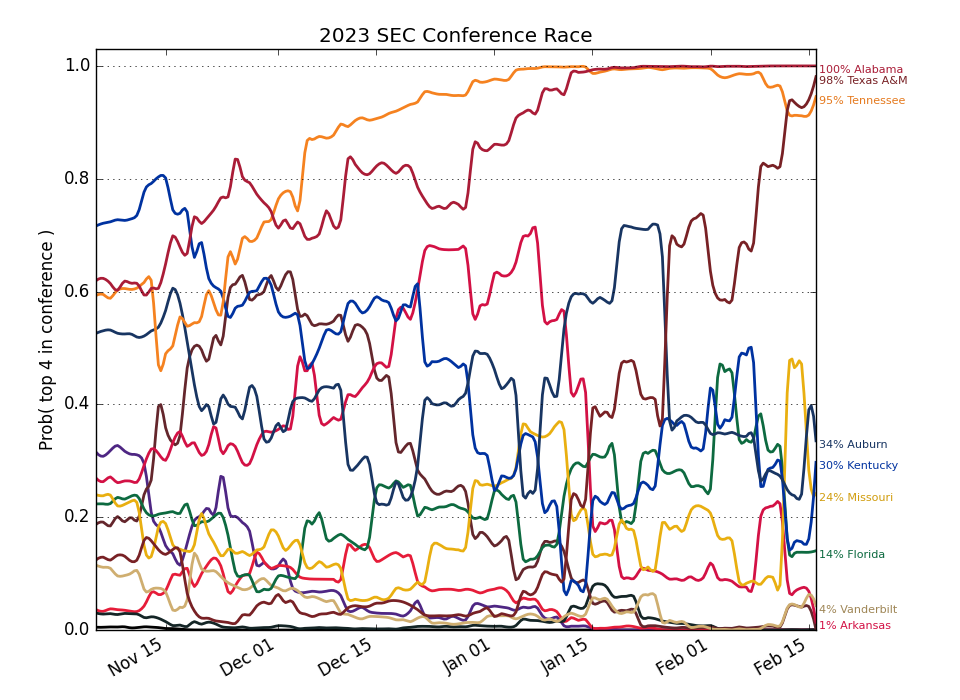 2023 SEC Conference Race
Prob( top 4 in conference )
1.0
0.8
0.6
0.4
0.2
0.0
Nov 15
Dec 01
Dec 15
Jan 01
Jan 15
Feb 01
Feb 15
100% Alabama
98% Texas A&M
95% Tennessee
34% Auburn
30% Kentucky
24% Missouri
14% Florida
4% Vanderbilt
1% Arkansas